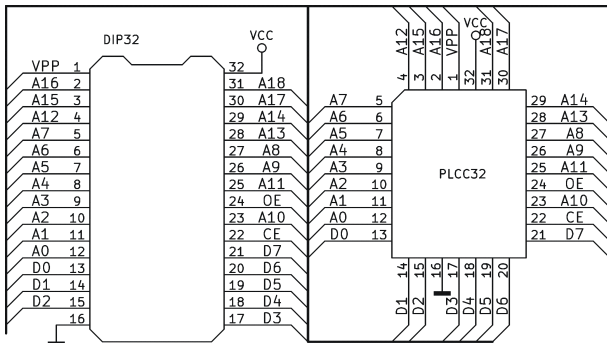 DIP32
VCC
VPP 1
A16 2
A15 3
A12 4
A7 5
A6 6
A5 7
A4 8
A3 9
A2 10
A1 11
A0 12
D0 13
D1 14
D2 15
16
32
31 A18
30 A17
29 A14
28 A13
27 A8
26 A9
25 A11
24 OE
23 A10
22 CE
21 D7
20 D6
19 D5
18 D4
17 D3
A12 4
A15 3
A16 2
VPP 1
VCC 32
A18 31
A17 30
A7 5
A6 6
A5 7
A4 8
A3 9
A2 10
A1 11
A0 12
D0 13
PLCC32
29 A14
28 A13
27 A8
26 A9
25 A11
24 OE
23 A10
22 CE
21 D7
14 D1
15 D2
16
17 D3
18 D4
19 D5
20 D6